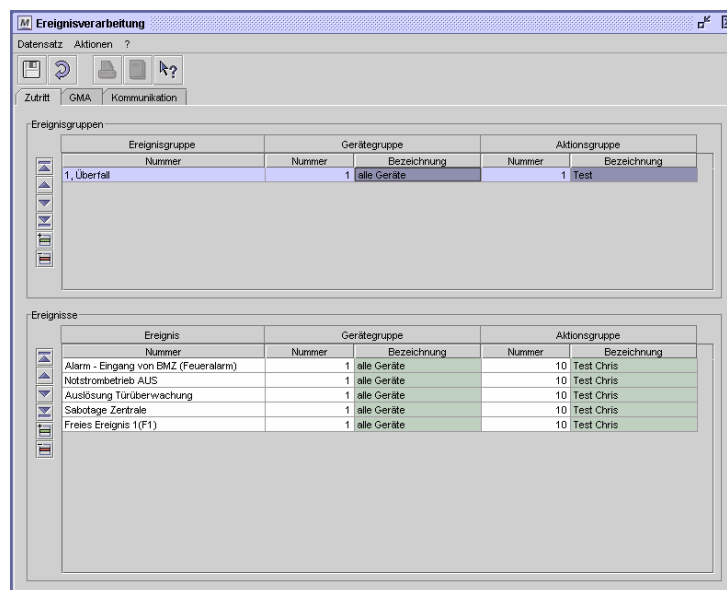 M Ereignisverarbeitung
Datensatz Aktionen ?
?
Zutritt GMA Kommunikation
Ereignisgruppen
Ereignisgruppe Gerätegruppe Aktionsgruppe
Nummer Nummer Bezeichnung Nummer Bezeichnung
1, Überfall 1 alle Geräte 1 Test
Ereignisse
Ereignis Gerätegruppe Aktionsgruppe
Nummer Nummer Bezeichnung Nummer Bezeichnung
Alarm - Eingang von BMZ (Feueralarm) 1 alle Geräte 10 Test Chris
Notstrombetrieb AUS 1 alle Geräte 10 Test Chris
Auslösung Türüberwachung 1 alle Geräte 10 Test Chris
Sabotage Zentrale 1 alle Geräte 10 Test Chris
Freies Ereignis 1(F1) 1 alle Geräte 10 Test Chris